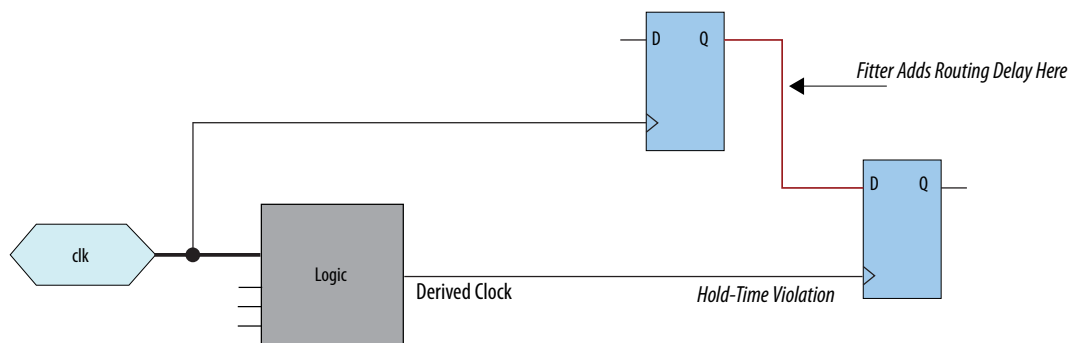 D Q
Fitter Adds Routing Delay Here
D Q
clk
Logic
Derived Clock
Hold-Time Violation